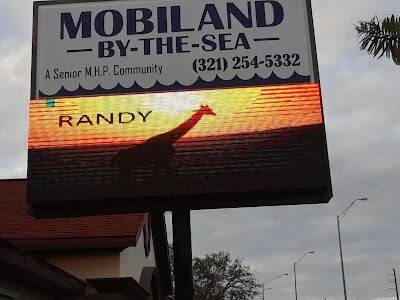 MOBILAND
BY-THE-SEA
A Senior M.H.P. Community
(321) 254-5332
RANDY